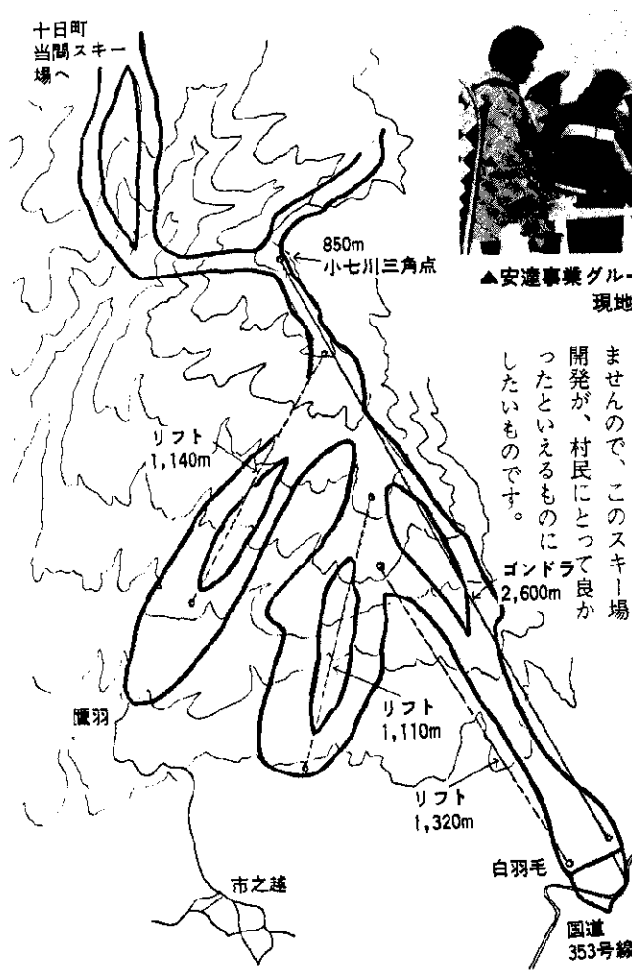 十日町
当間スキー
場へ
850m
小七川三角点
▲安達事業グルー
現地
ませんので、このスキー場
開発が、村民にとって良か
ったといえるものに
したいものです。
リフト
1,140m
ゴンドラ
2,600m
リフト
1,110m
リフト
1,320m
鷹羽
市之越
白羽毛
国道
353号線